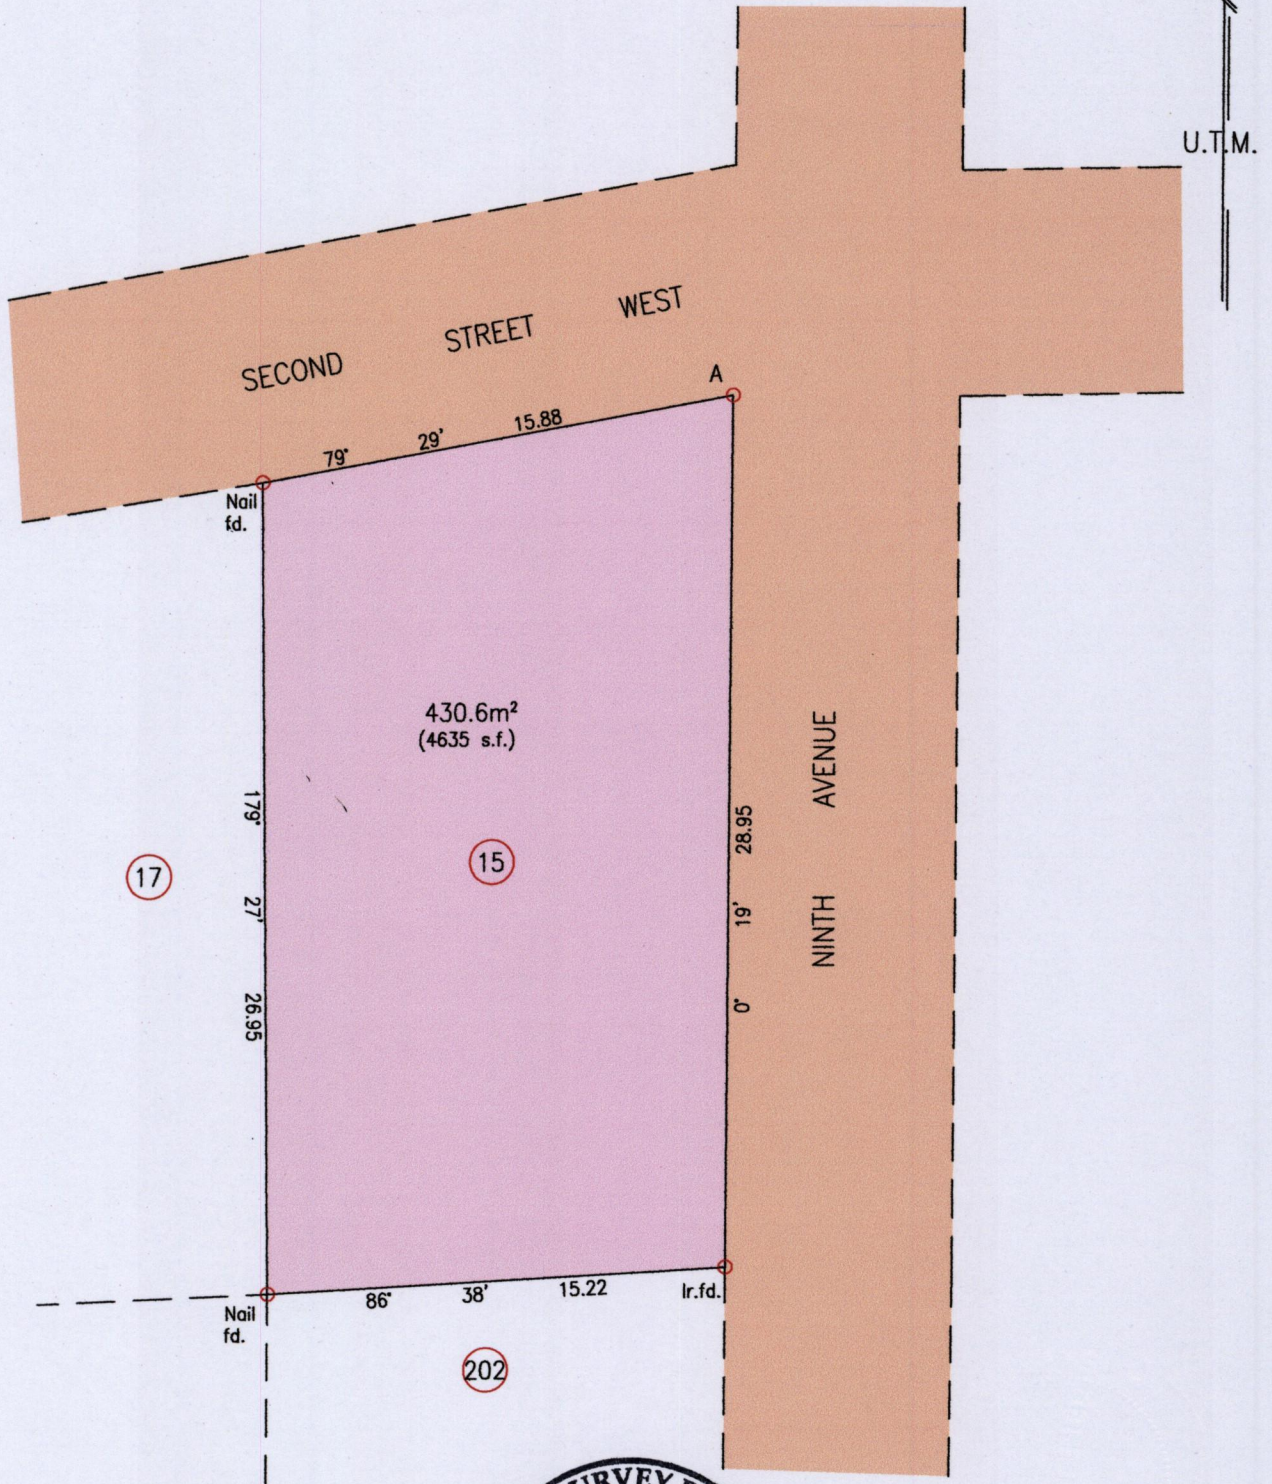 U.T.M.
SECOND STREET WEST
A
79° 29' 15.88
Nail
fd.
430.6m²
(4635 s.f.)
179° 27' 26.95
17
15
0° 19' 28.95
NINTH AVENUE
86° 38' 15.22
Ir.fd.
Nail
fd.
202